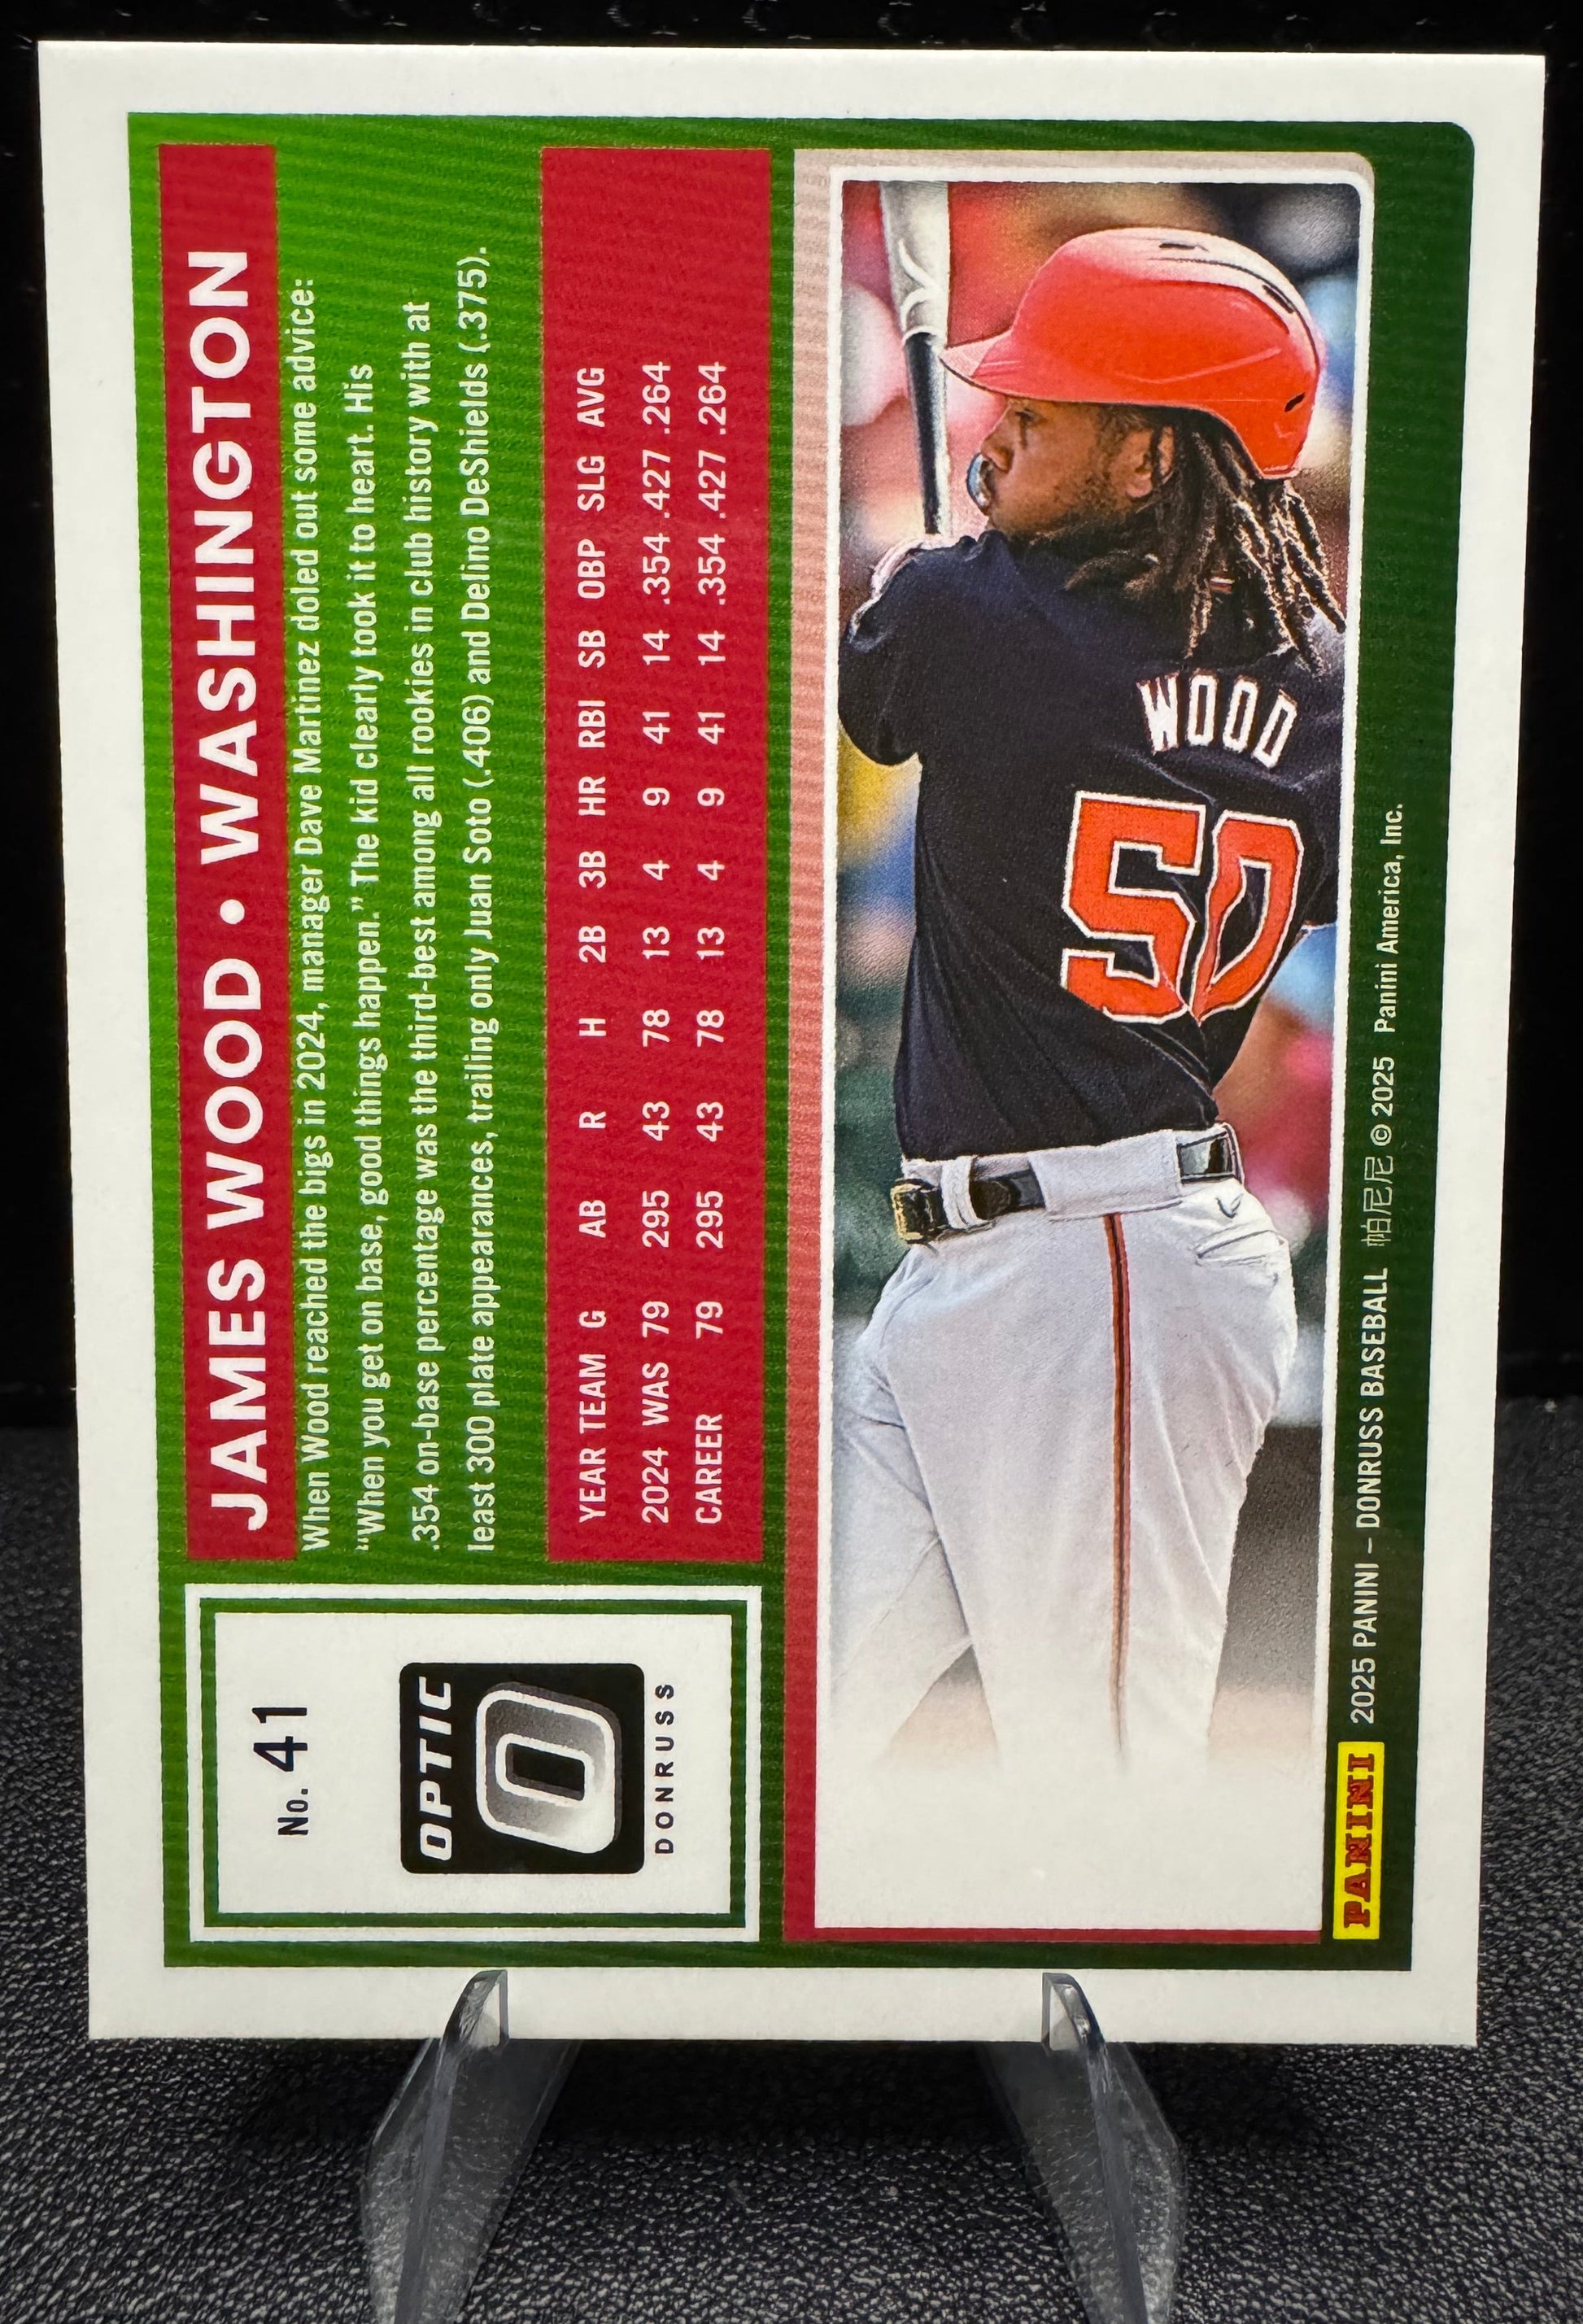 No. 41
OPTIC
O
DONRUSS
JAMES WOOD • WASHINGTON
When Wood reached the bigs in 2024, manager Dave Martinez doled out some advice:
“When you get on base, good things happen.” The kid clearly took it to heart. His
.354 on-base percentage was the third-best among all rookies in club history with at
least 300 plate appearances, trailing only Juan Soto (.406) and Delino DeShields (.375).
YEAR TEAM G AB R H 2B 3B HR RBI SB OBP SLG AVG
2024 WAS 79 295 43 78 13 4 9 41 14 .354 .427 .264
CAREER 79 295 43 78 13 4 9 41 14 .354 .427 .264
WOOD
50
PANINI
2025 PANINI – DONRUSS BASEBALL 帕尼尼 © 2025 Panini America, Inc.